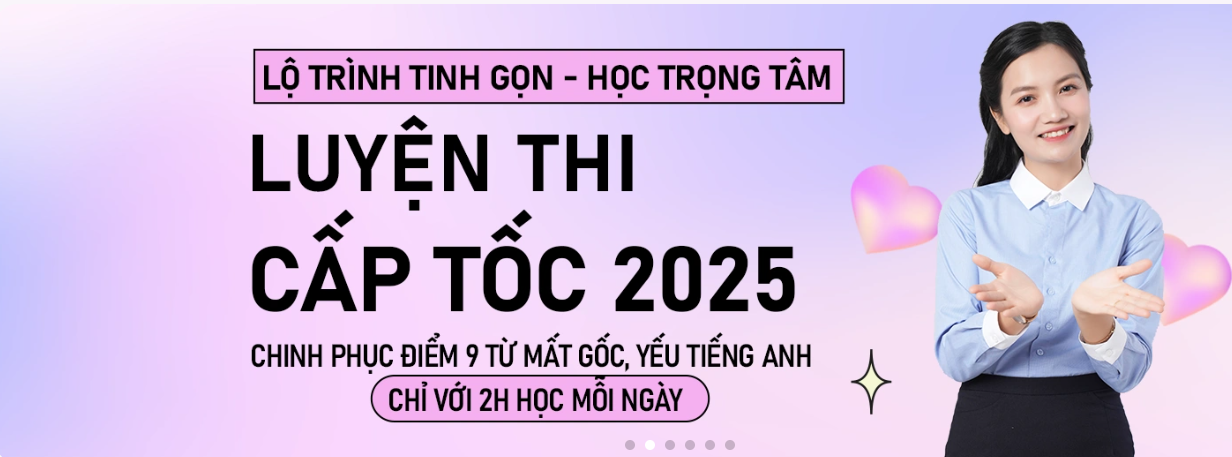 LỘ TRÌNH TINH GỌN - HỌC TRỌNG TÂM
LUYỆN THI
CẤP TỐC 2025
CHINH PHỤC ĐIỂM 9 TỪ MẤT GỐC, YẾU TIẾNG ANH
CHỈ VỚI 2H HỌC MỖI NGÀY